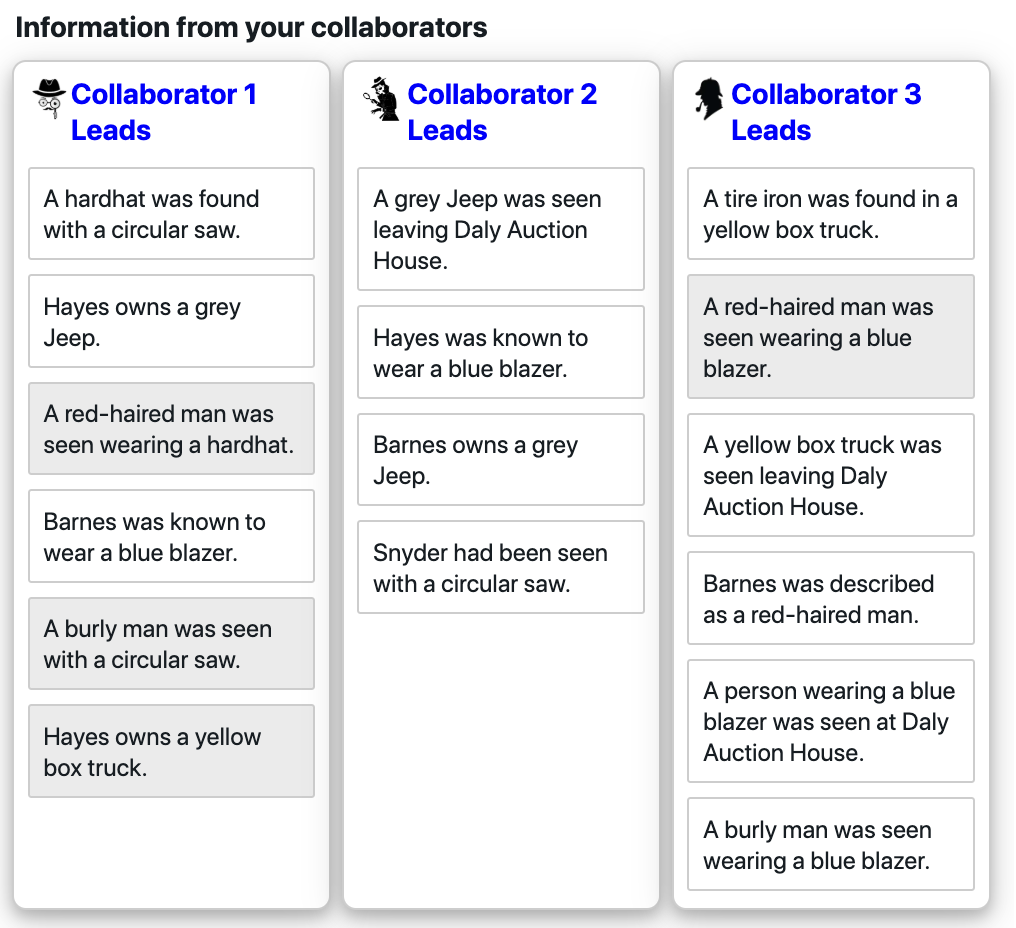 Information from your collaborators
Collaborator 1
Leads
A hardhat was found
with a circular saw.
Hayes owns a grey
Jeep.
A red-haired man was
seen wearing a hardhat.
Barnes was known to
wear a blue blazer.
A burly man was seen
with a circular saw.
Hayes owns a yellow
box truck.
Collaborator 2
Leads
A grey Jeep was seen
leaving Daly Auction
House.
Hayes was known to
wear a blue blazer.
Barnes owns a grey
Jeep.
Snyder had been seen
with a circular saw.
Collaborator 3
Leads
A tire iron was found in a
yellow box truck.
A red-haired man was
seen wearing a blue
blazer.
A yellow box truck was
seen leaving Daly
Auction House.
Barnes was described
as a red-haired man.
A person wearing a blue
blazer was seen at Daly
Auction House.
A burly man was seen
wearing a blue blazer.